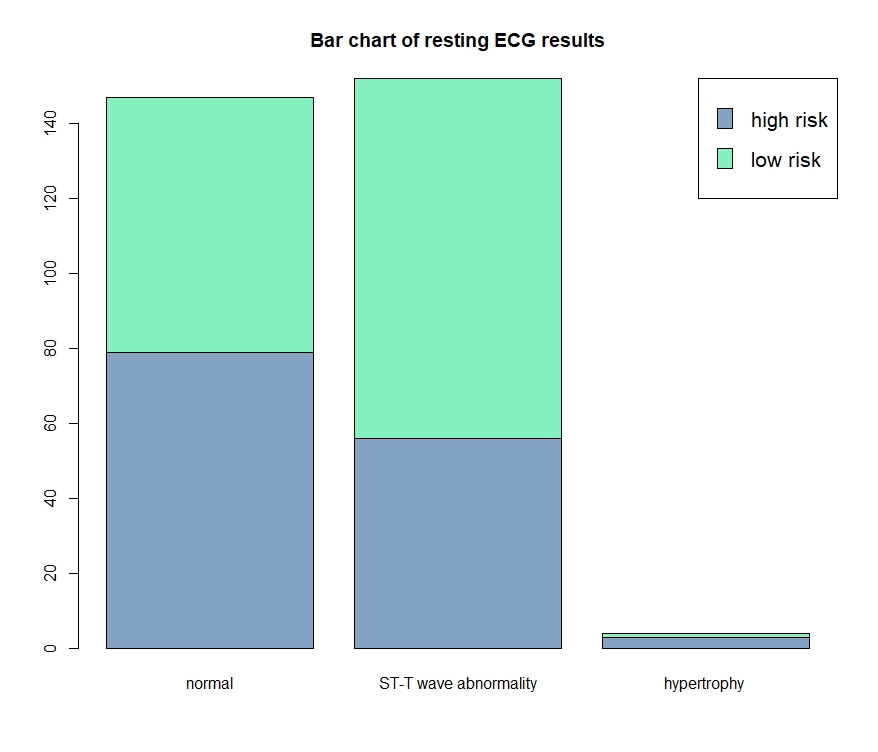 Bar chart of resting ECG results
high risk
low risk
140
120
100
80
60
40
20
0
normal
ST-T wave abnormality
hypertrophy